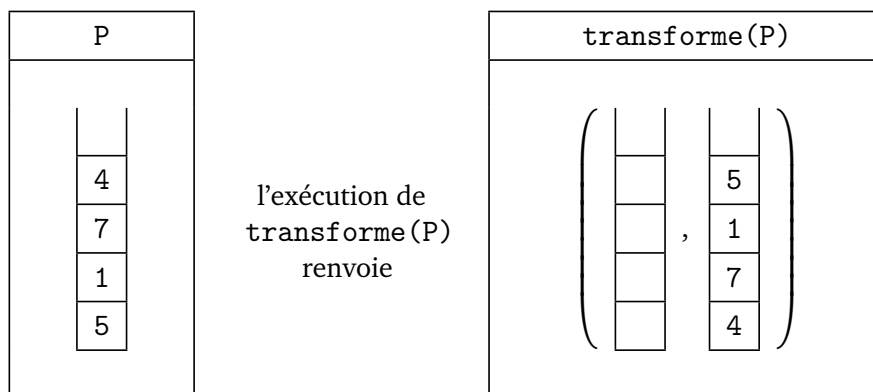 P
transforme(P)
4
7
1
5
l'exécution de
transforme(P)
renvoie
,
5
1
7
4